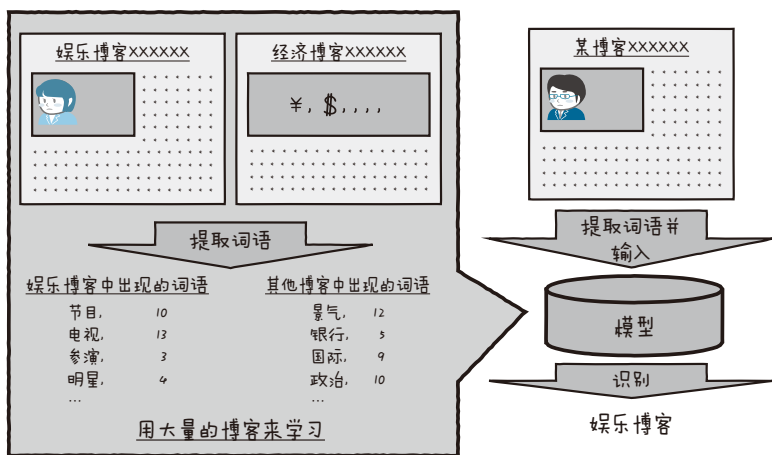 娱乐博客XXXXXX
经济博客XXXXXX
¥, $, , , ,
提取词语
娱乐博客中出现的词语
节目, 10
电视, 13
参演, 3
明星, 4
...
其他博客中出现的词语
景气, 12
银行, 5
国际, 9
政治, 10
...
用大量的博客来学习
某博客XXXXXX
提取词语并
输入
模型
识别
娱乐博客